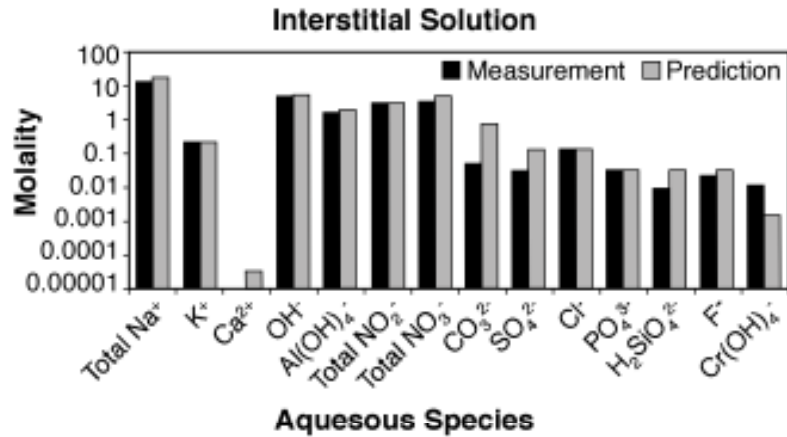 Interstitial Solution
Measurement Prediction
Molality
100
10
1
0.1
0.01
0.001
0.0001
0.00001
Total Na⁺
K⁺
Ca²⁺
OH⁻
Al(OH)₄⁻
Total NO₂⁻
Total NO₃⁻
CO₃²⁻
SO₄²⁻
Cl⁻
PO₄³⁻
H₂SiO₄²⁻
F⁻
Cr(OH)₄⁻
Aquesous Species